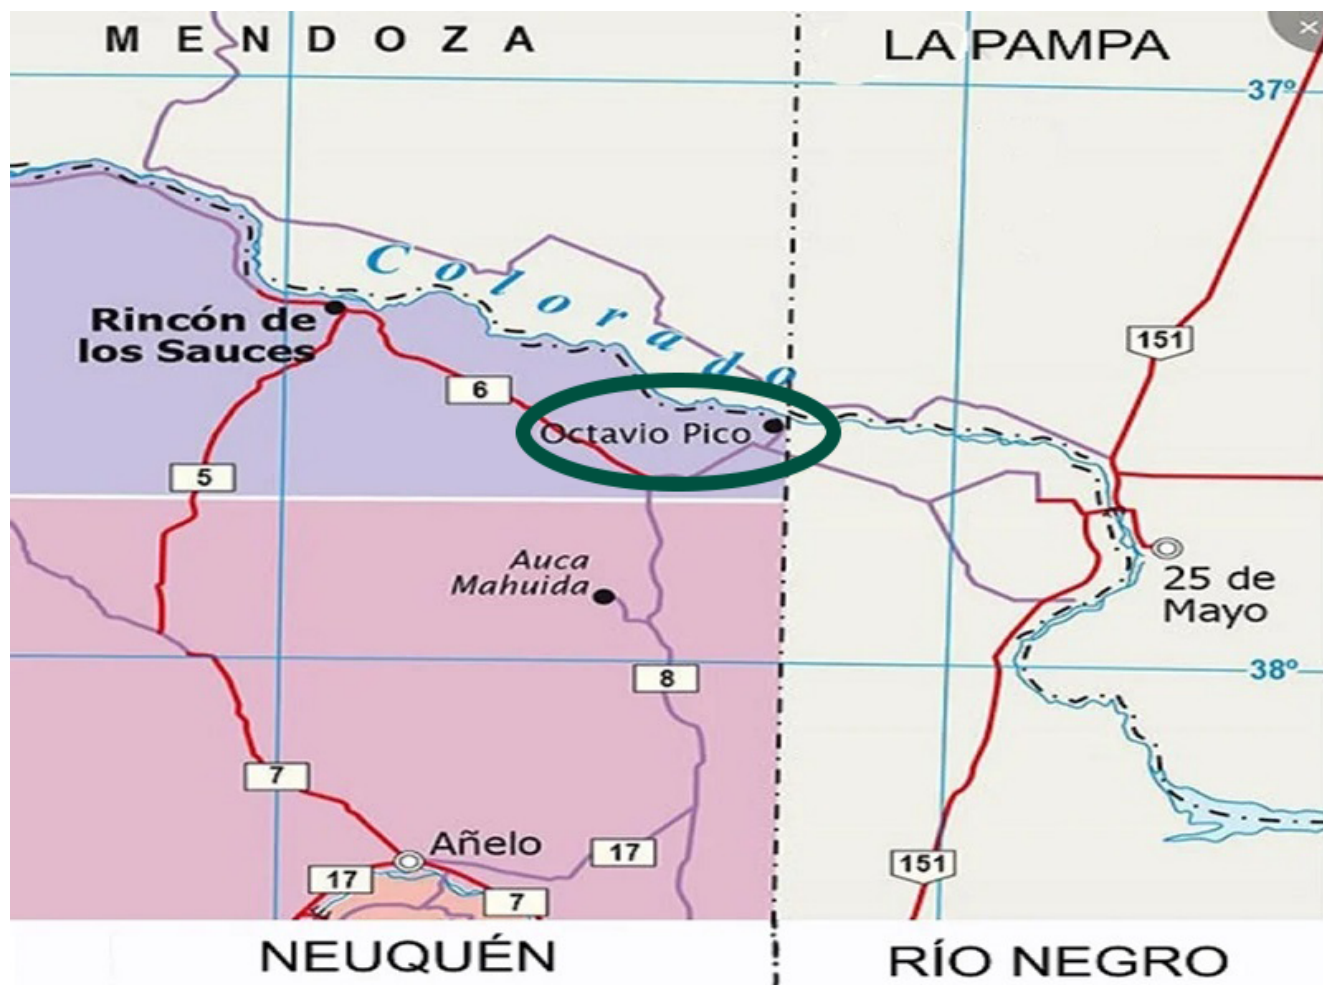 MENDOZA
LA PAMPA
37º
Colorado
Rincón de
los Sauces
151
6
Octavio Pico
5
Auca
Mahuida
25 de
Mayo
38º
8
7
Añelo
17
151
17
7
NEUQUÉN
RÍO NEGRO